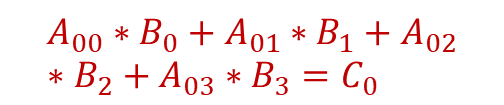 A₀₀ * B₀ + A₀₁ * B₁ + A₀₂
* B₂ + A₀₃ * B₃ = C₀